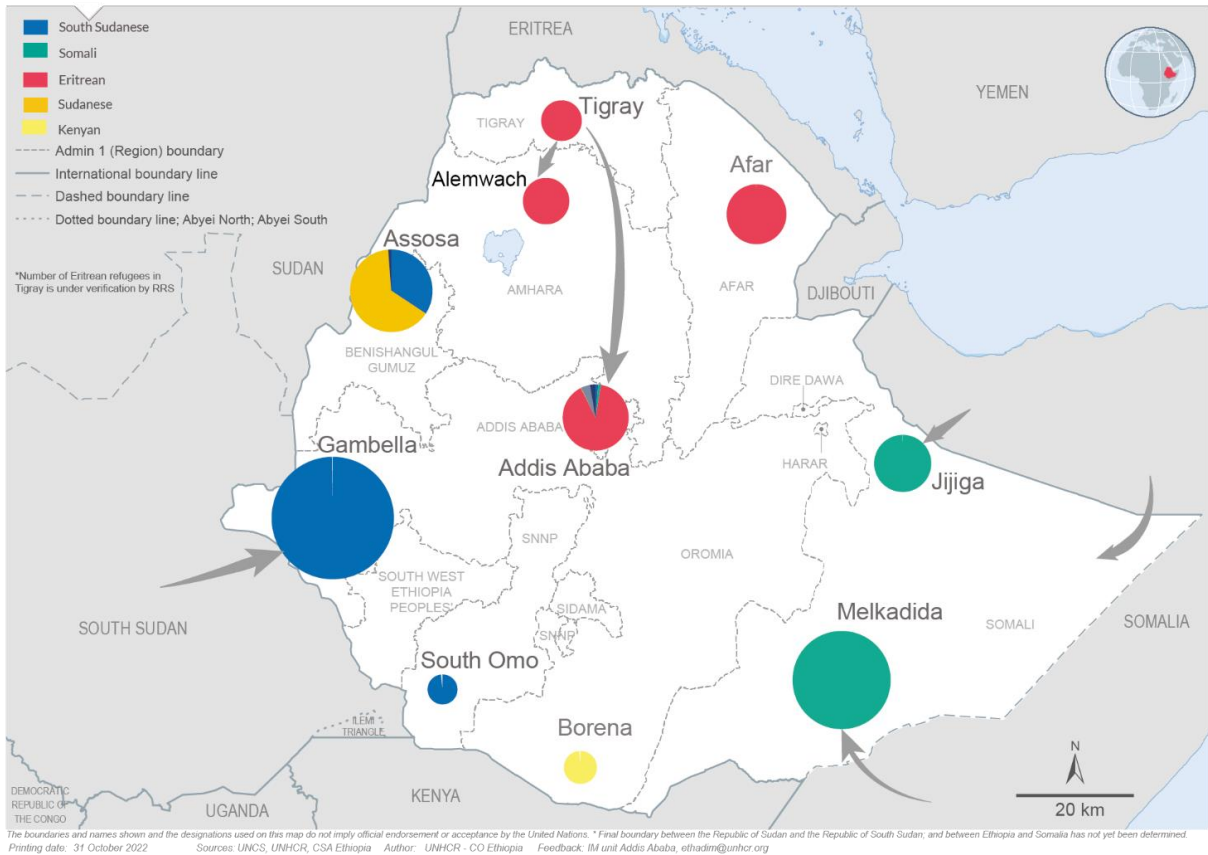 South Sudanese
Somali
Eritrean
Sudanese
Kenyan
Admin 1 (Region) boundary
International boundary line
Dashed boundary line
Dotted boundary line; Abyei North; Abyei South
*Number of Eritrean refugees in
Tigray is under verification by RRS
ERITREA
YEMEN
TIGRAY
Tigray
Alemwach
Afar
SUDAN
Assosa
AMHARA
AFAR
DJIBOUTI
BENISHANGUL
GUMUZ
DIRE DAWA
ADDIS ABABA
Addis Ababa
Gambella
HARAR
Jijiga
SNNP
OROMIA
SOUTH WEST
ETHIOPIA
PEOPLES'
SIDAMA
SNNP
SOUTH SUDAN
Melkadida
SOMALI
SOMALIA
South Omo
Borena
ILEMI
TRIANGLE
N
20 km
DEMOCRATIC
REPUBLIC OF
THE CONGO
UGANDA
KENYA
The boundaries and names shown and the designations used on this map do not imply official endorsement or acceptance by the United Nations. * Final boundary between the Republic of Sudan and the Republic of South Sudan; and between Ethiopia and Somalia has not yet been determined.
Printing date: 31 October 2022 Sources: UNCS, UNHCR, CSA Ethiopia Author: UNHCR - CO Ethiopia Feedback: IM unit Addis Ababa, ethadim@unhcr.org